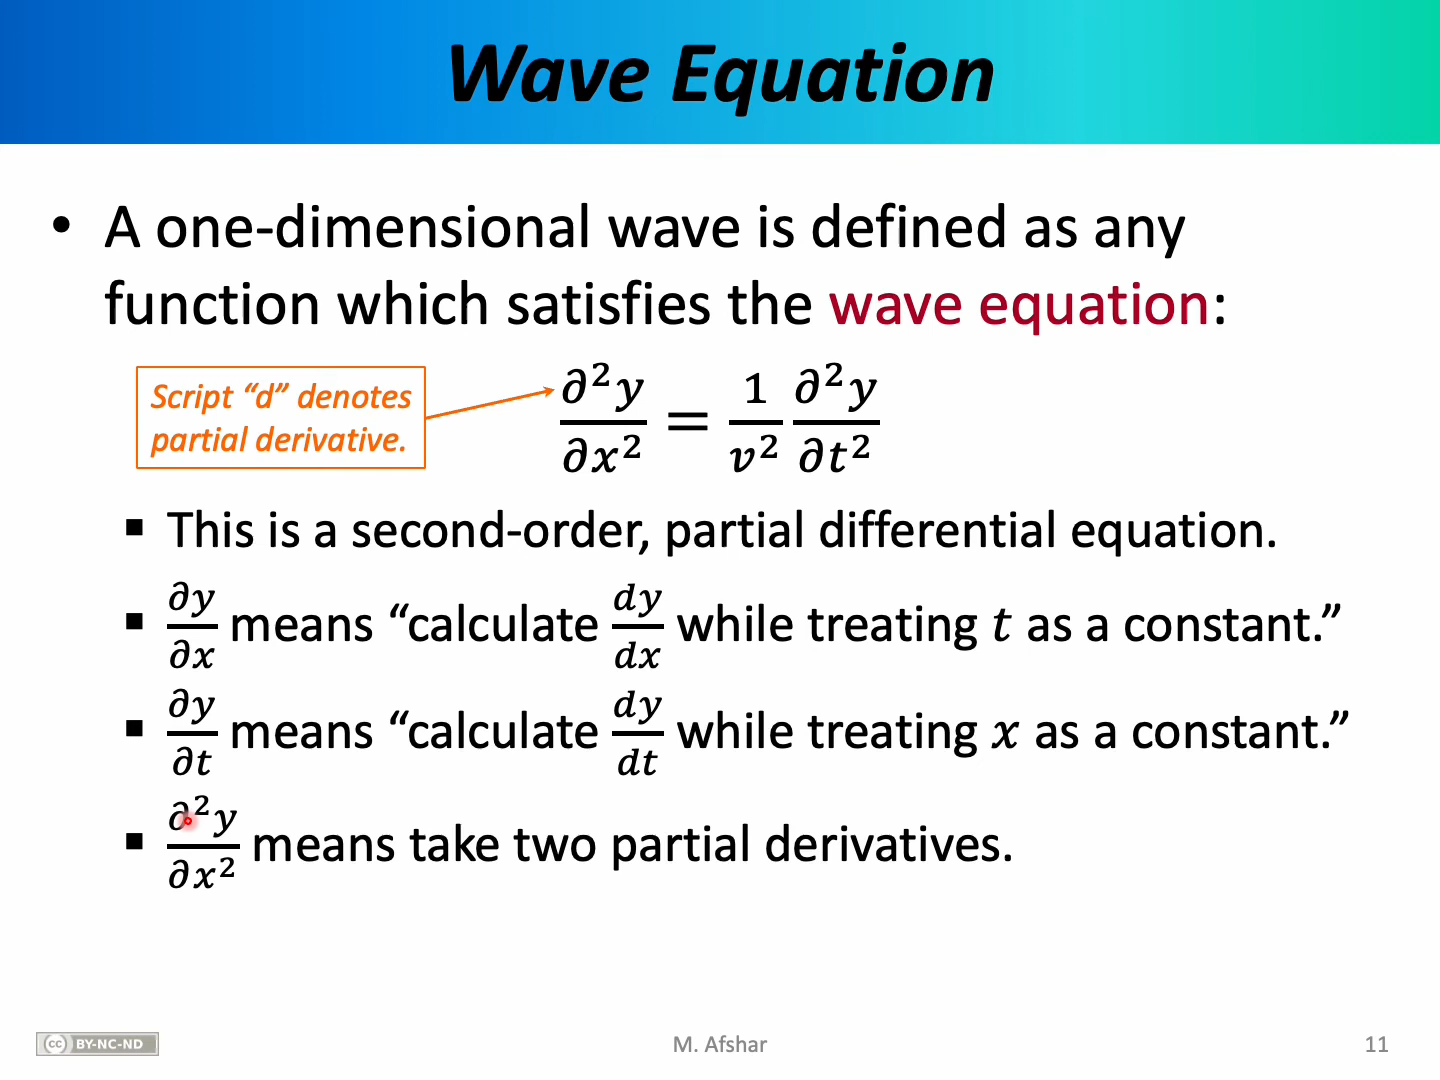 Wave Equation
• A one-dimensional wave is defined as any
function which satisfies the wave equation:
Script “d” denotes
partial derivative.
∂²y/∂x² = 1/v² ∂²y/∂t²
▪ This is a second-order, partial differential equation.
▪ ∂y/∂x means “calculate dy/dx while treating t as a constant.”
▪ ∂y/∂t means “calculate dy/dt while treating x as a constant.”
▪ ∂²y/∂x² means take two partial derivatives.
cc BY-NC-ND
M. Afshar
11